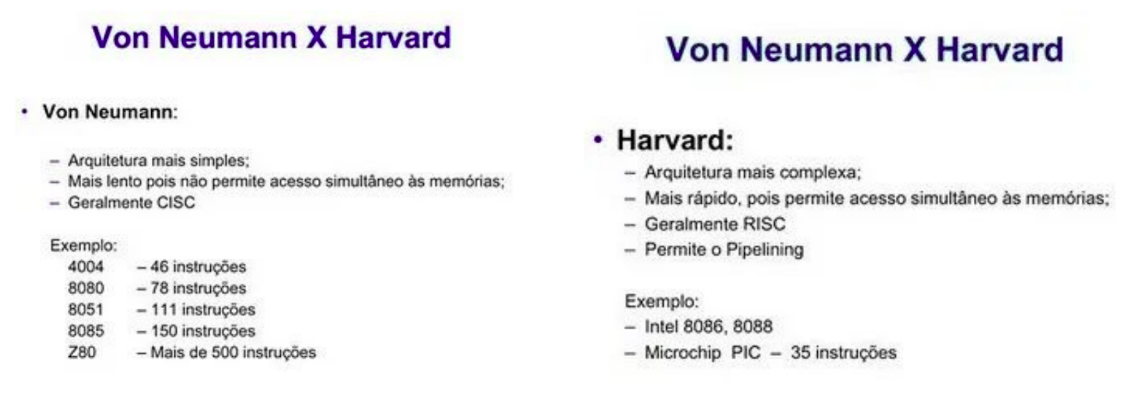 Von Neumann X Harvard
• Von Neumann:
– Arquitetura mais simples;
– Mais lento pois não permite acesso simultâneo às memórias;
– Geralmente CISC
Exemplo:
4004 – 46 instruções
8080 – 78 instruções
8051 – 111 instruções
8085 – 150 instruções
Z80 – Mais de 500 instruções
Von Neumann X Harvard
• Harvard:
– Arquitetura mais complexa;
– Mais rápido, pois permite acesso simultâneo às memórias;
– Geralmente RISC
– Permite o Pipelining
Exemplo:
– Intel 8086, 8088
– Microchip PIC – 35 instruções